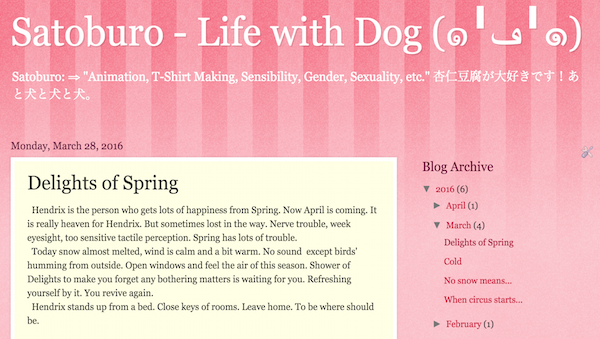 Satoburo - Life with Dog (๑╹ڡ╹๑)
Satoburo: ⇒ "Animation, T-Shirt Making, Sensibility, Gender, Sexuality, etc." 杏仁豆腐が大好きです！あ
と犬と犬と犬。
Monday, March 28, 2016
Delights of Spring
Hendrix is the person who gets lots of happiness from Spring. Now April is coming. It
is really heaven for Hendrix. But sometimes lost in the way. Nerve trouble, week
eyesight, too sensitive tactile perception. Spring has lots of trouble.
Today snow almost melted, wind is calm and a bit warm. No sound except birds'
humming from outside. Open windows and feel the air of this season. Shower of
Delights to make you forget any bothering matters is waiting for you. Refreshing
yourself by it. You revive again.
Hendrix stands up from a bed. Close keys of rooms. Leave home. To be where should
be.
Blog Archive
▼ 2016 (6)
► April (1)
▼ March (4)
Delights of Spring
Cold
No snow means...
When circus starts...
► February (1)